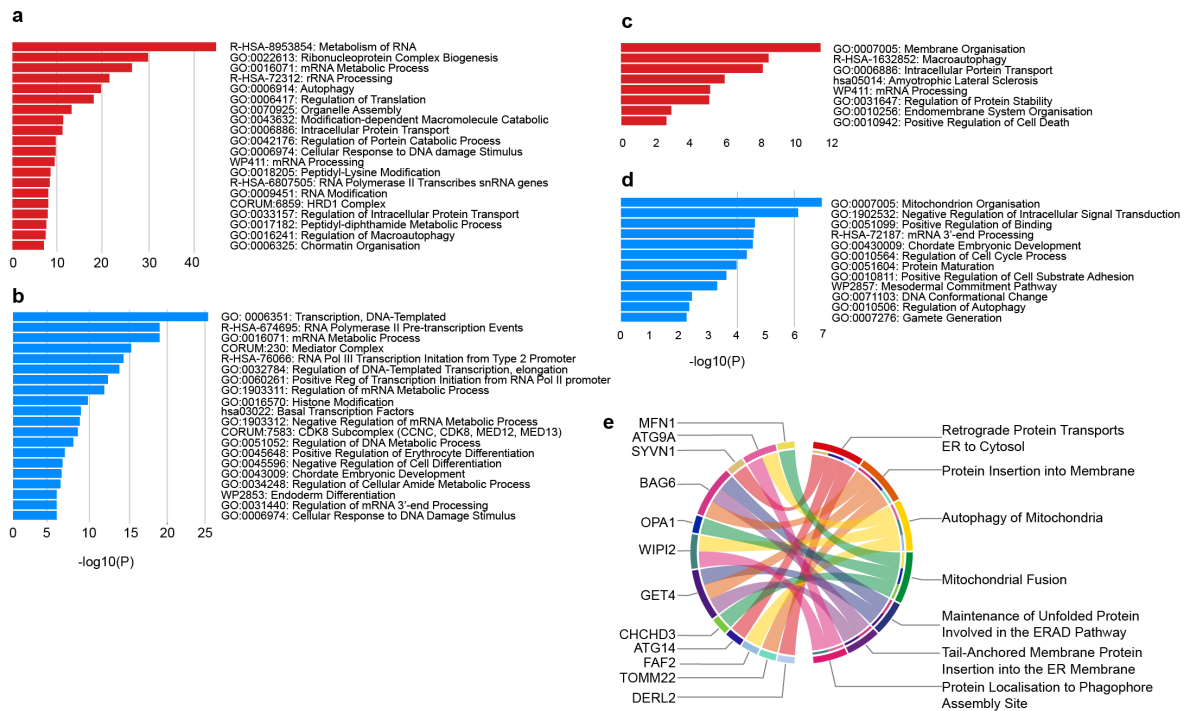 a
R-HSA-8953854: Metabolism of RNA
GO:0022613: Ribonucleoprotein Complex Biogenesis
GO:0016071: mRNA Metabolic Process
R-HSA-72312: rRNA Processing
GO:0006914: Autophagy
GO:0006417: Regulation of Translation
GO:0070925: Organelle Assembly
GO:0043632: Modification-dependent Macromolecule Catabolic
GO:0006886: Intracellular Protein Transport
GO:0042176: Regulation of Portein Catabolic Process
GO:0006974: Cellular Response to DNA damage Stimulus
WP411: mRNA Processing
GO:0018205: Peptidyl-Lysine Modification
R-HSA-6807505: RNA Polymerase II Transcribes snRNA genes
GO:0009451: RNA Modification
CORUM:6859: HRD1 Complex
GO:0033157: Regulation of Intracellular Protein Transport
GO:0017182: Peptidyl-diphthamide Metabolic Process
GO:0016241: Regulation of Macroautophagy
GO:0006325: Chormatin Organisation
0 10 20 30 40
b
GO: 0006351: Transcription, DNA-Templated
R-HSA-674695: RNA Polymerase II Pre-transcription Events
GO:0016071: mRNA Metabolic Process
CORUM:230: Mediator Complex
R-HSA-76066: RNA Pol III Transcription Initation from Type 2 Promoter
GO:0032784: Regulation of DNA-Templated Transcription, elongation
GO:0060261: Positive Reg of Transcription Initiation from RNA Pol II promoter
GO:1903311: Regulation of mRNA Metabolic Process
GO:0016570: Histone Modification
hsa03022: Basal Transcription Factors
GO:1903312: Negative Regulation of mRNA Metabolic Process
CORUM:7583: CDK8 Subcomplex (CCNC, CDK8, MED12, MED13)
GO:0051052: Regulation of DNA Metabolic Process
GO:0045648: Positive Regulation of Erythrocyte Differentiation
GO:0045596: Negative Regulation of Cell Differentiation
GO:0043009: Chordate Embryonic Development
GO:0034248: Regulation of Cellular Amide Metabolic Process
WP2853: Endoderm Differentiation
GO:0031440: Regulation of mRNA 3'-end Processing
GO:0006974: Cellular Response to DNA Damage Stimulus
0 5 10 15 20 25
-log10(P)
c
GO:0007005: Membrane Organisation
R-HSA-1632852: Macroautophagy
GO:0006886: Intracellular Portein Transport
hsa05014: Amyotrophic Lateral Sclerosis
WP411: mRNA Processing
GO:0031647: Regulation of Protein Stability
GO:0010256: Endomembrane System Organisation
GO:0010942: Positive Regulation of Cell Death
0 2 4 6 8 10 12
d
GO:0007005: Mitochondrion Organisation
GO:1902532: Negative Regulation of Intracellular Signal Transduction
GO:0051099: Positive Regulation of Binding
R-HSA-72187: mRNA 3'-end Processing
GO:00430009: Chordate Embryonic Development
GO:0010564: Regulation of Cell Cycle Process
GO:0051604: Protein Maturation
GO:0010811: Positive Regulation of Cell Substrate Adhesion
WP2857: Mesodermal Commitment Pathway
GO:0071103: DNA Conformational Change
GO:0010506: Regulation of Autophagy
GO:0007276: Gamete Generation
0 1 2 3 4 5 6 7
-log10(P)
e
MFN1
ATG9A
SYVN1
BAG6
OPA1
WIPI2
GET4
CHCHD3
ATG14
FAF2
TOMM22
DERL2
Retrograde Protein Transports
ER to Cytosol
Protein Insertion into Membrane
Autophagy of Mitochondria
Mitochondrial Fusion
Maintenance of Unfolded Protein
Involved in the ERAD Pathway
Tail-Anchored Membrane Protein
Insertion into the ER Membrane
Protein Localisation to Phagophore
Assembly Site